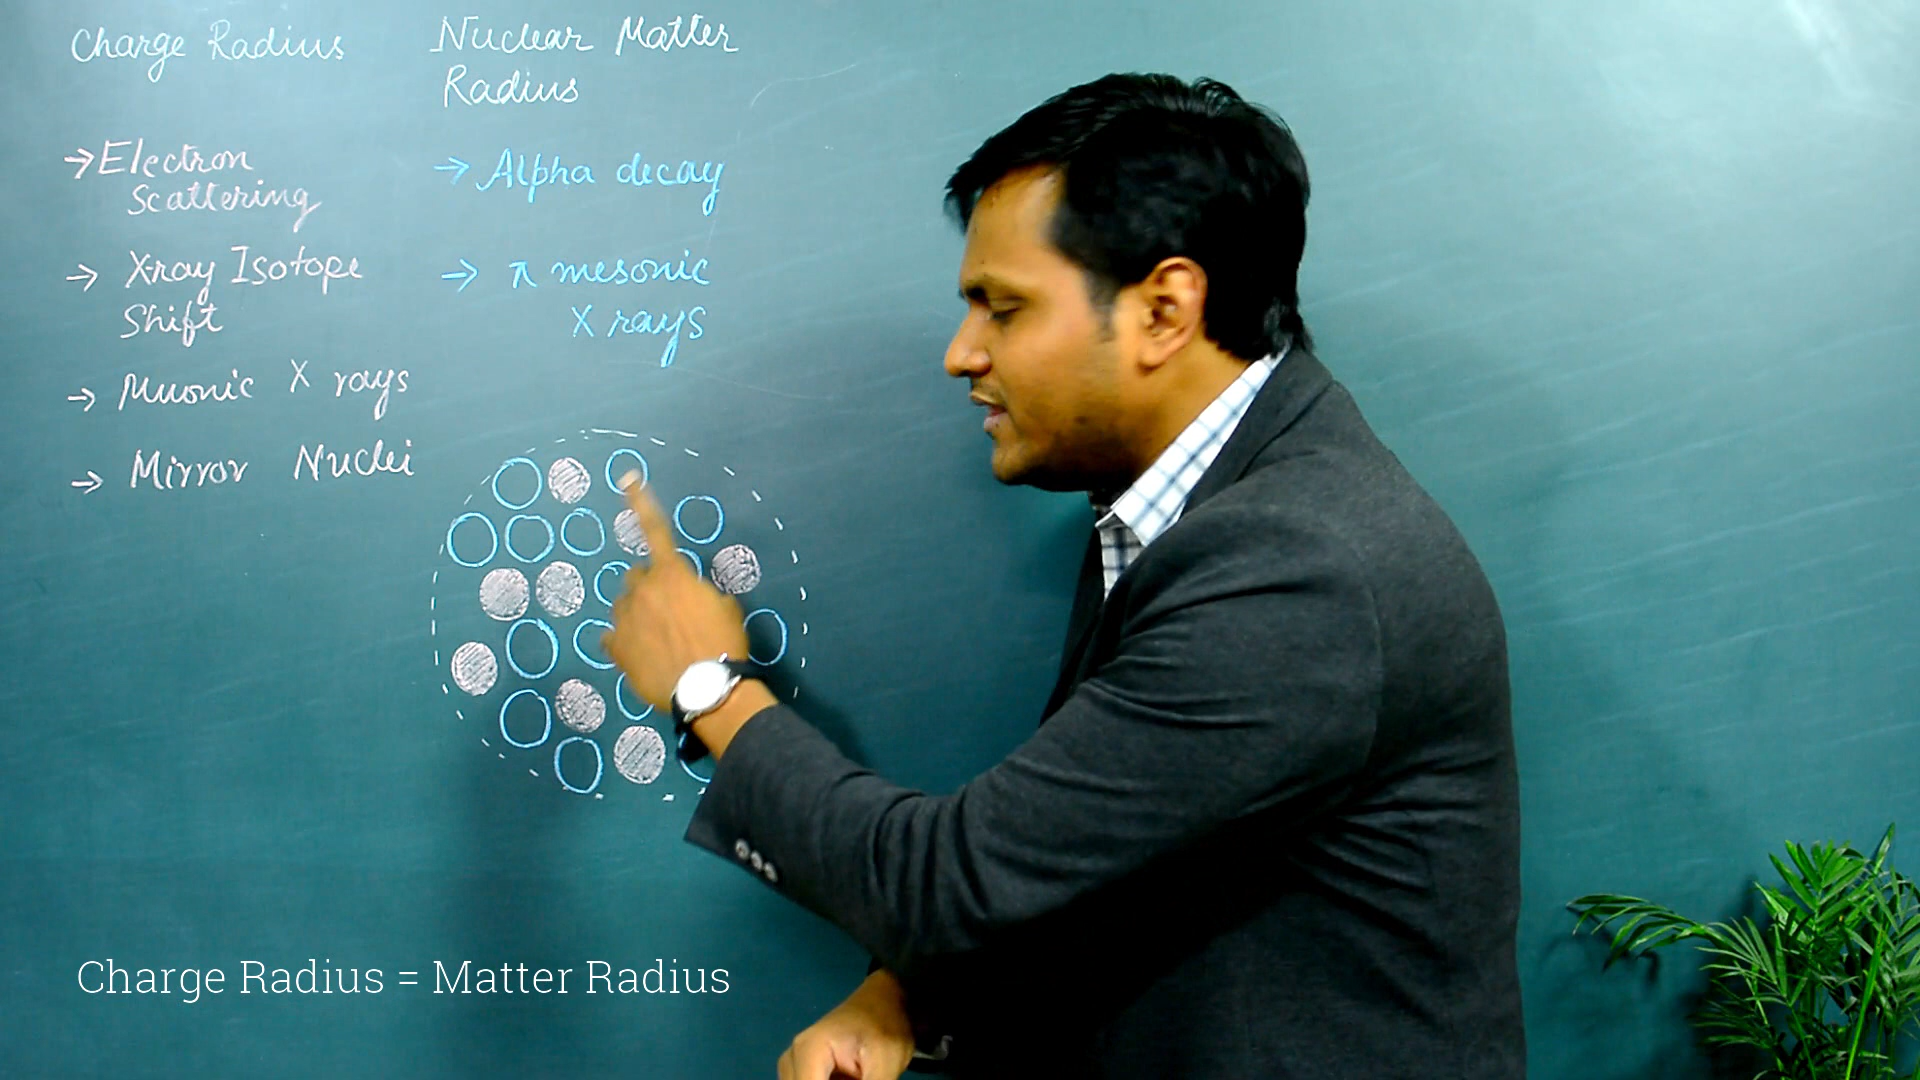 Charge Radius
→ Electron
Scattering
→ X-ray Isotope
Shift
→ Muonic X rays
→ Mirror Nuclei
Nuclear Matter
Radius
→ Alpha decay
→ π mesonic
X rays
Charge Radius = Matter Radius